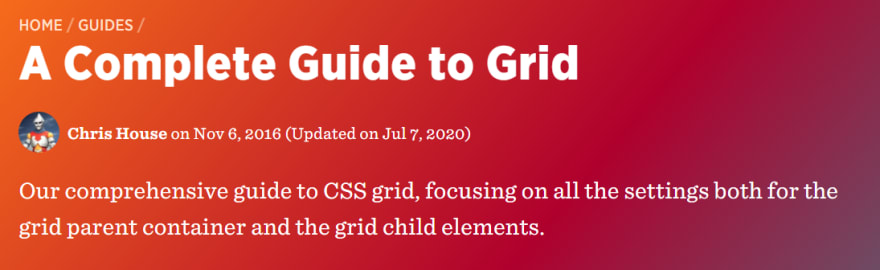 HOME / GUIDES /
A Complete Guide to Grid
Chris House on Nov 6, 2016 (Updated on Jul 7, 2020)
Our comprehensive guide to CSS grid, focusing on all the settings both for the
grid parent container and the grid child elements.